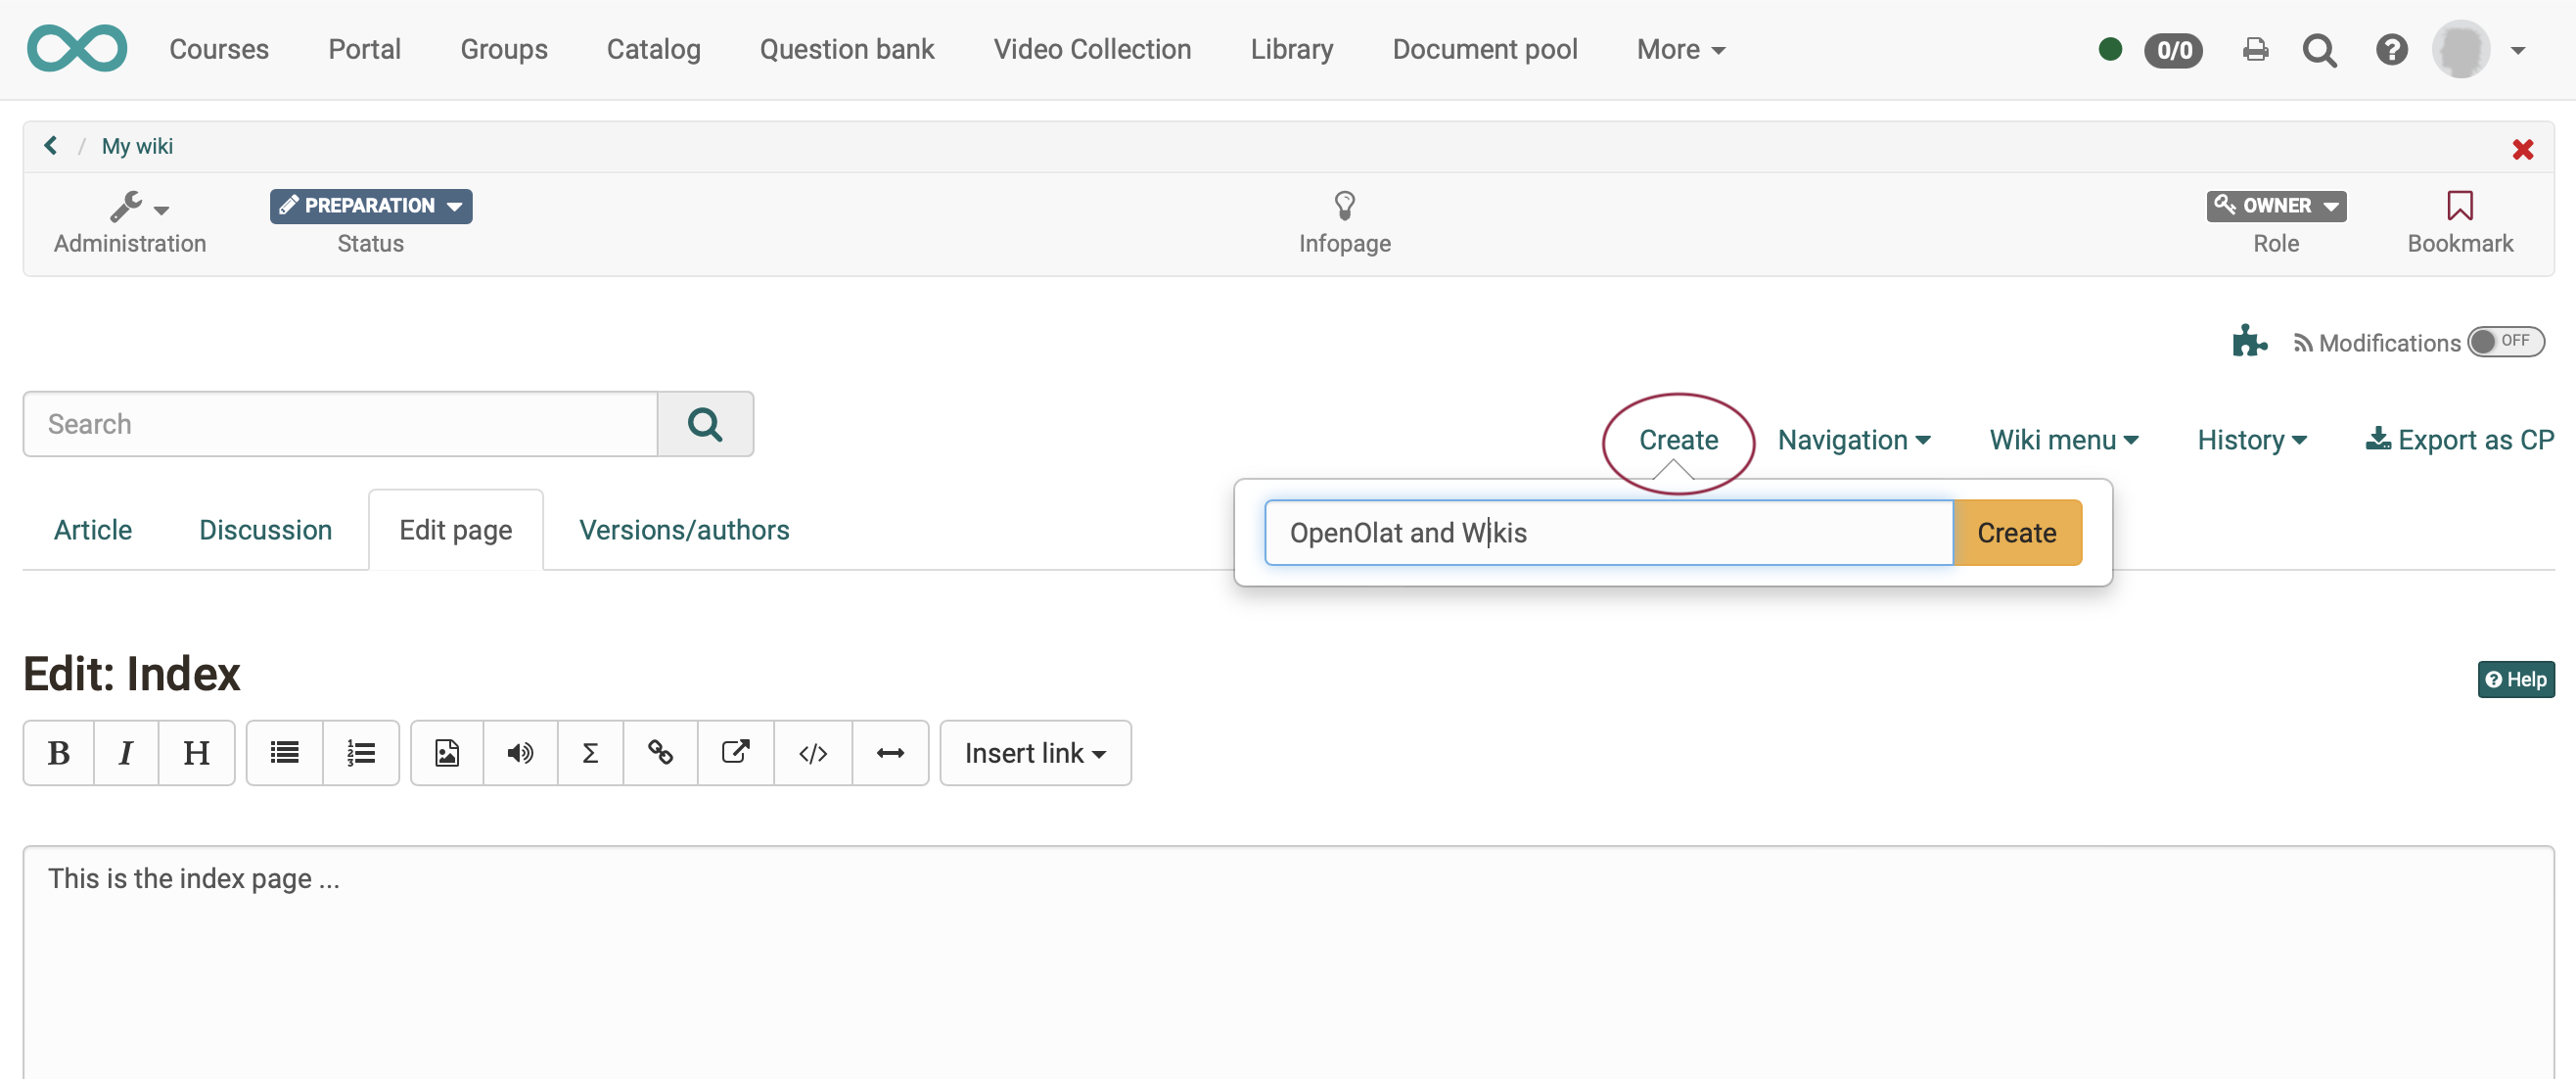 Courses Portal Groups Catalog Question bank Video Collection Library Document pool More 0/0
/ My wiki
PREPARATION OWNER
Administration Status Infopage Role Bookmark
Modifications OFF
Search
Create Navigation Wiki menu History Export as CP
OpenOlat and Wikis Create
Article Discussion Edit page Versions/authors
Edit: Index
Help
B I H Σ </> Insert link
This is the index page ...